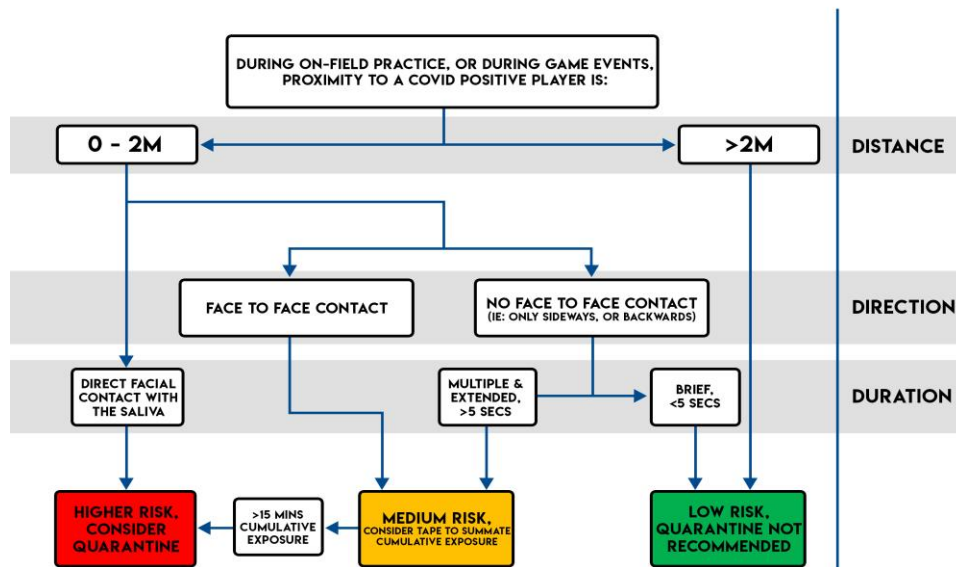 DURING ON-FIELD PRACTICE, OR DURING GAME EVENTS,
PROXIMITY TO A COVID POSITIVE PLAYER IS:
0 - 2M
>2M
DISTANCE
FACE TO FACE CONTACT
NO FACE TO FACE CONTACT
(IE: ONLY SIDEWAYS, OR BACKWARDS)
DIRECTION
DIRECT FACIAL
CONTACT WITH
THE SALIVA
MULTIPLE &
EXTENDED,
>5 SECS
BRIEF,
<5 SECS
DURATION
HIGHER RISK,
CONSIDER
QUARANTINE
>15 MINS
CUMULATIVE
EXPOSURE
MEDIUM RISK,
CONSIDER TAPE TO SUMMATE
CUMULATIVE EXPOSURE
LOW RISK,
QUARANTINE NOT
RECOMMENDED